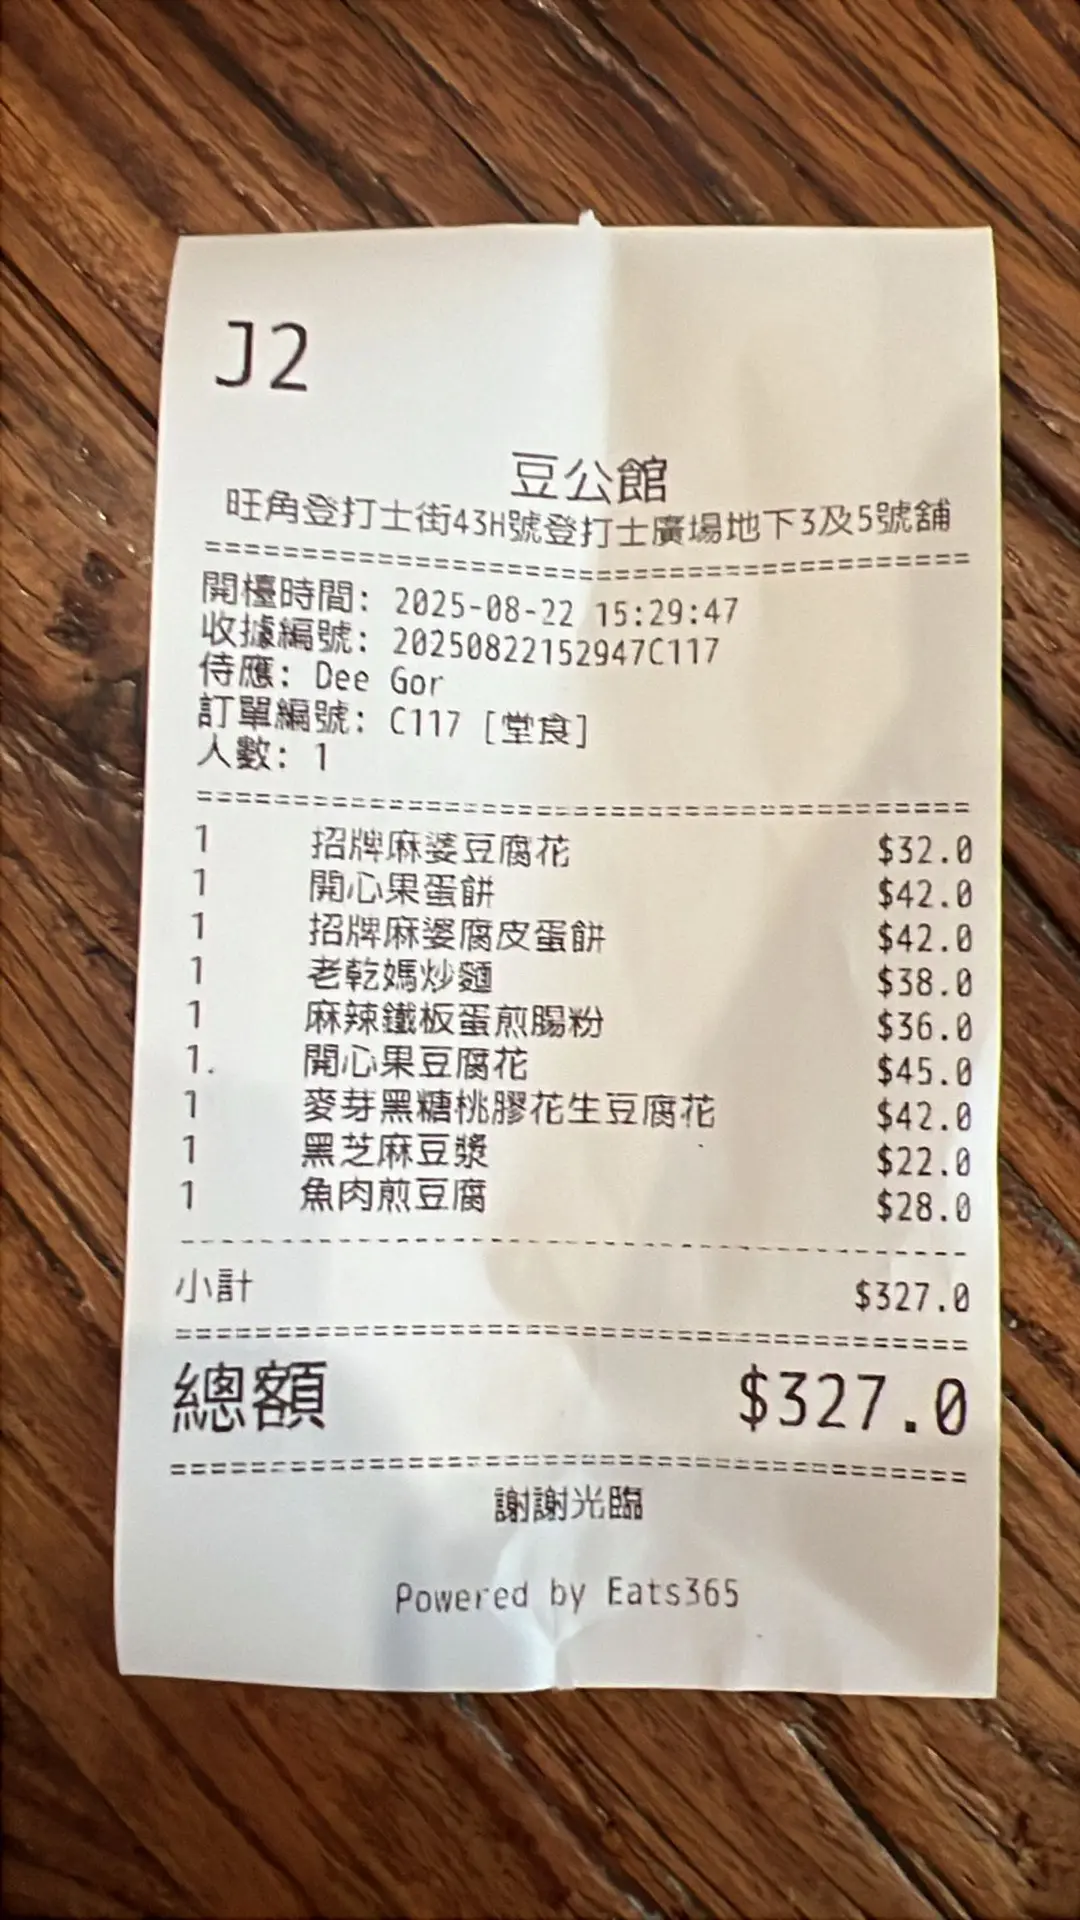 J2
豆公館
旺角登打士街43H號登打士廣場地下3及5號舖
========================================
開檯時間: 2025-08-22 15:29:47
收據編號: 20250822152947C117
侍應: Dee Gor
訂單編號: C117 [堂食]
人數: 1
========================================
1 招牌麻婆豆腐花 $32.0
1 開心果蛋餅 $42.0
1 招牌麻婆腐皮蛋餅 $42.0
1 老乾媽炒麵 $38.0
1 麻辣鐵板蛋煎腸粉 $36.0
1. 開心果豆腐花 $45.0
1 麥芽黑糖桃膠花生豆腐花 $42.0
1 黑芝麻豆漿 $22.0
1 魚肉煎豆腐 $28.0
----------------------------------------
小計 $327.0
========================================
總額 $327.0
========================================
謝謝光臨
Powered by Eats365